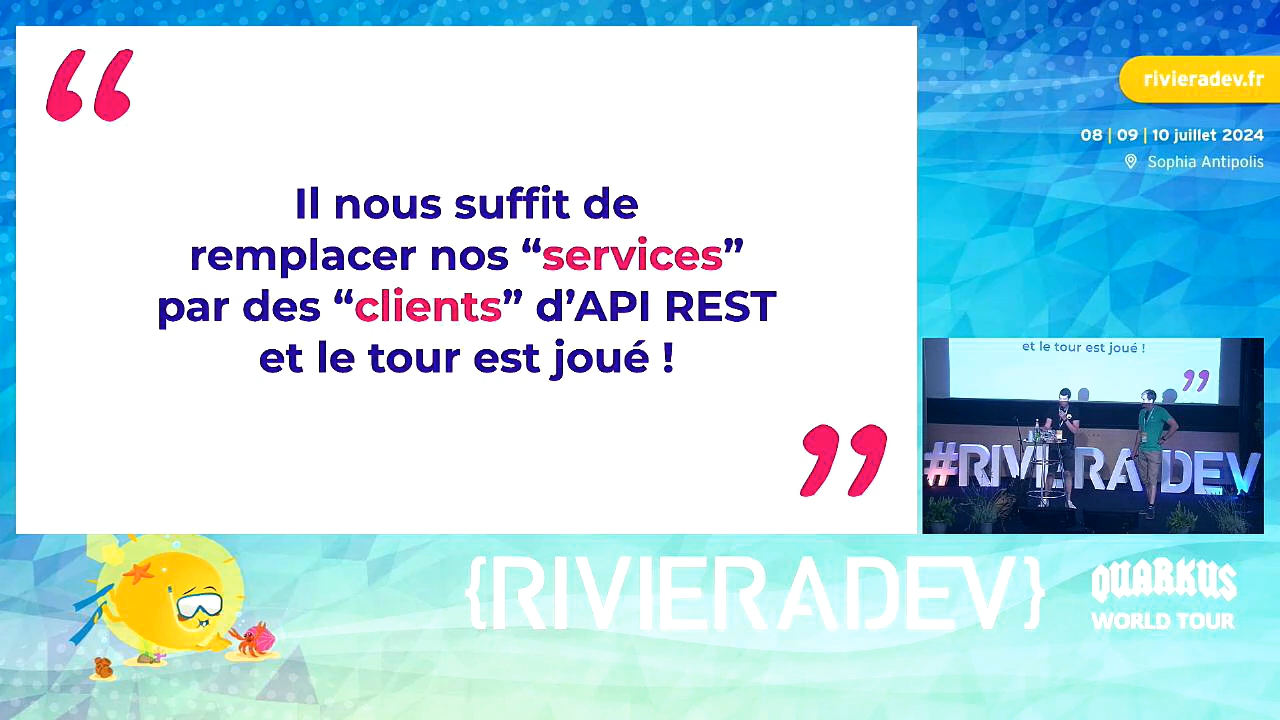 “
Il nous suffit de
remplacer nos “services”
par des “clients” d’API REST
et le tour est joué !
”
rivieradev.fr
08 | 09 | 10 juillet 2024
Sophia Antipolis
et le tour est joué !
”
#RIVIERADEV
{RIVIERADEV}
QUARKUS
WORLD TOUR